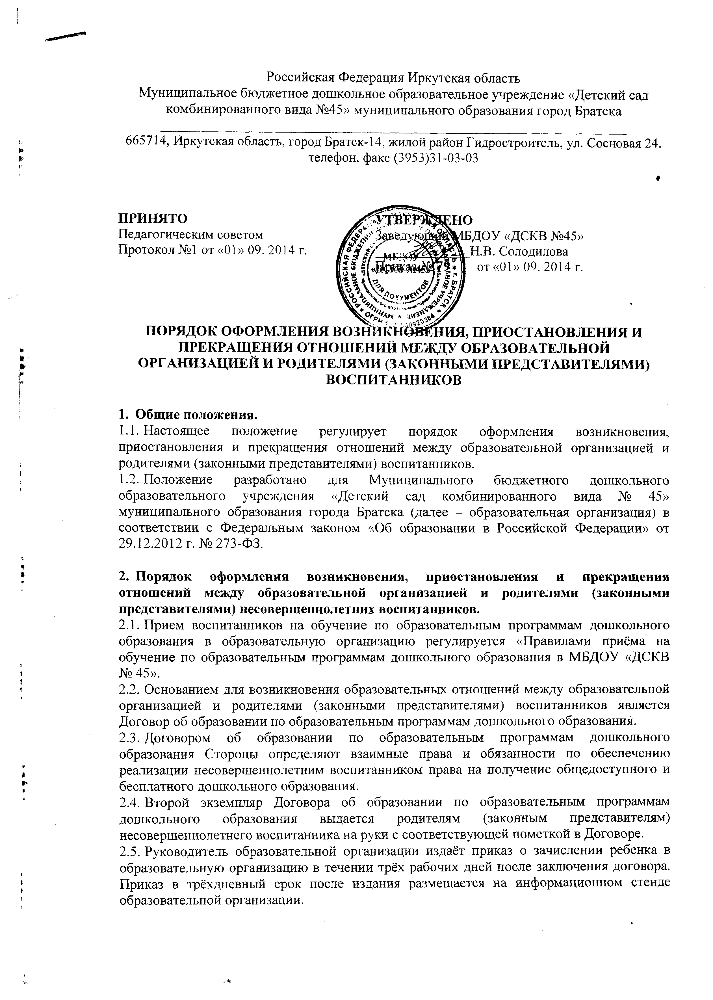 Российская Федерация Иркутская область
Муниципальное бюджетное дошкольное образовательное учреждение «Детский сад
комбинированного вида №45» муниципального образования город Братска
665714, Иркутская область, город Братск-14, жилой район Гидростроитель, ул. Сосновая 24.
телефон, факс (3953)31-03-03
ПРИНЯТО
Педагогическим советом
Протокол №1 от «01» 09. 2014 г.
УТВЕРЖДЕНО
Заведующий МБДОУ «ДСКВ №45»
Н.В. Солодилова
Приказ № от «01» 09. 2014 г.
РОССИЙСКАЯ ОБЛАСТЬ * г. БРАТСК *
МУНИЦИПАЛЬНОЕ БЮДЖЕТНОЕ УЧРЕЖДЕНИЕ *
МБДОУ
«ДСКВ №45»
ДЛЯ ДОКУМЕНТОВ
ОГРН
ПОРЯДОК ОФОРМЛЕНИЯ ВОЗНИКНОВЕНИЯ, ПРИОСТАНОВЛЕНИЯ И
ПРЕКРАЩЕНИЯ ОТНОШЕНИЙ МЕЖДУ ОБРАЗОВАТЕЛЬНОЙ
ОРГАНИЗАЦИЕЙ И РОДИТЕЛЯМИ (ЗАКОННЫМИ ПРЕДСТАВИТЕЛЯМИ)
ВОСПИТАННИКОВ
1. Общие положения.
1.1. Настоящее положение регулирует порядок оформления возникновения,
приостановления и прекращения отношений между образовательной организацией и
родителями (законными представителями) воспитанников.
1.2. Положение разработано для Муниципального бюджетного дошкольного
образовательного учреждения «Детский сад комбинированного вида № 45»
муниципального образования города Братска (далее – образовательная организация) в
соответствии с Федеральным законом «Об образовании в Российской Федерации» от
29.12.2012 г. № 273-ФЗ.
2. Порядок оформления возникновения, приостановления и прекращения
отношений между образовательной организацией и родителями (законными
представителями) несовершеннолетних воспитанников.
2.1. Прием воспитанников на обучение по образовательным программам дошкольного
образования в образовательную организацию регулируется «Правилами приёма на
обучение по образовательным программам дошкольного образования в МБДОУ «ДСКВ
№ 45».
2.2. Основанием для возникновения образовательных отношений между образовательной
организацией и родителями (законными представителями) воспитанников является
Договор об образовании по образовательным программам дошкольного образования.
2.3. Договором об образовании по образовательным программам дошкольного
образования Стороны определяют взаимные права и обязанности по обеспечению
реализации несовершеннолетним воспитанником права на получение общедоступного и
бесплатного дошкольного образования.
2.4. Второй экземпляр Договора об образовании по образовательным программам
дошкольного образования выдается родителям (законным представителям)
несовершеннолетнего воспитанника на руки с соответствующей пометкой в Договоре.
2.5. Руководитель образовательной организации издаёт приказ о зачислении ребенка в
образовательную организацию в течении трёх рабочих дней после заключения договора.
Приказ в трёхдневный срок после издания размещается на информационном стенде
образовательной организации.